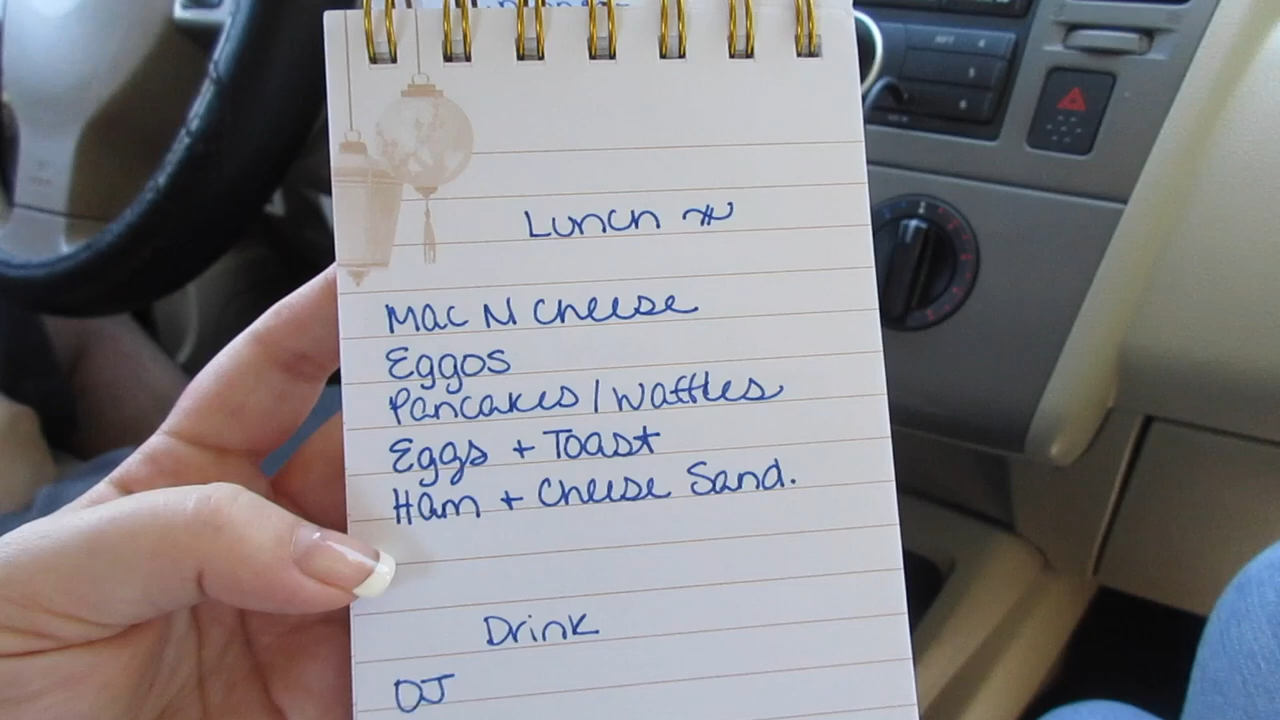 Lunch
Mac N Cheese
Eggos
Pancakes / Waffles
Eggs + Toast
Ham + Cheese Sand.
Drink
OJ